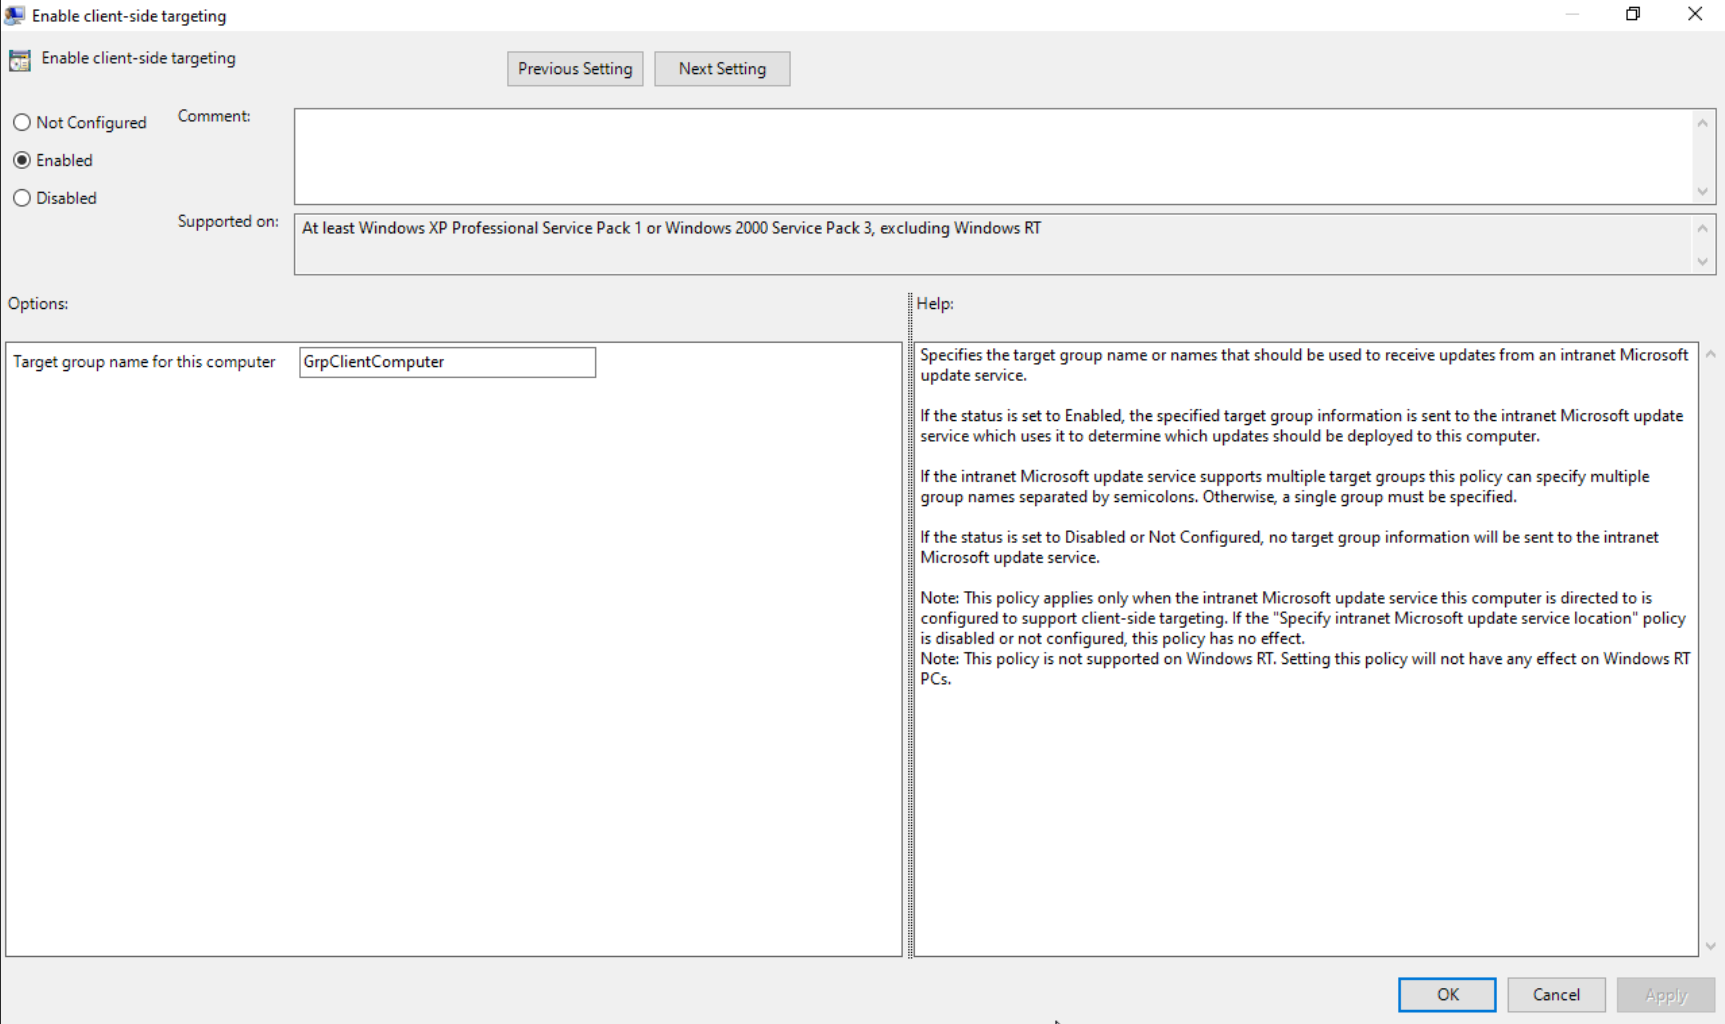 Enable client-side targeting
Enable client-side targeting
Previous Setting
Next Setting
Not Configured
Enabled
Disabled
Comment:
Supported on:
At least Windows XP Professional Service Pack 1 or Windows 2000 Service Pack 3, excluding Windows RT
Options:
Help:
Target group name for this computer
GrpClientComputer
Specifies the target group name or names that should be used to receive updates from an intranet Microsoft
update service.
If the status is set to Enabled, the specified target group information is sent to the intranet Microsoft update
service which uses it to determine which updates should be deployed to this computer.
If the intranet Microsoft update service supports multiple target groups this policy can specify multiple
group names separated by semicolons. Otherwise, a single group must be specified.
If the status is set to Disabled or Not Configured, no target group information will be sent to the intranet
Microsoft update service.
Note: This policy applies only when the intranet Microsoft update service this computer is directed to is
configured to support client-side targeting. If the "Specify intranet Microsoft update service location" policy
is disabled or not configured, this policy has no effect.
Note: This policy is not supported on Windows RT. Setting this policy will not have any effect on Windows RT
PCs.
OK
Cancel
Apply